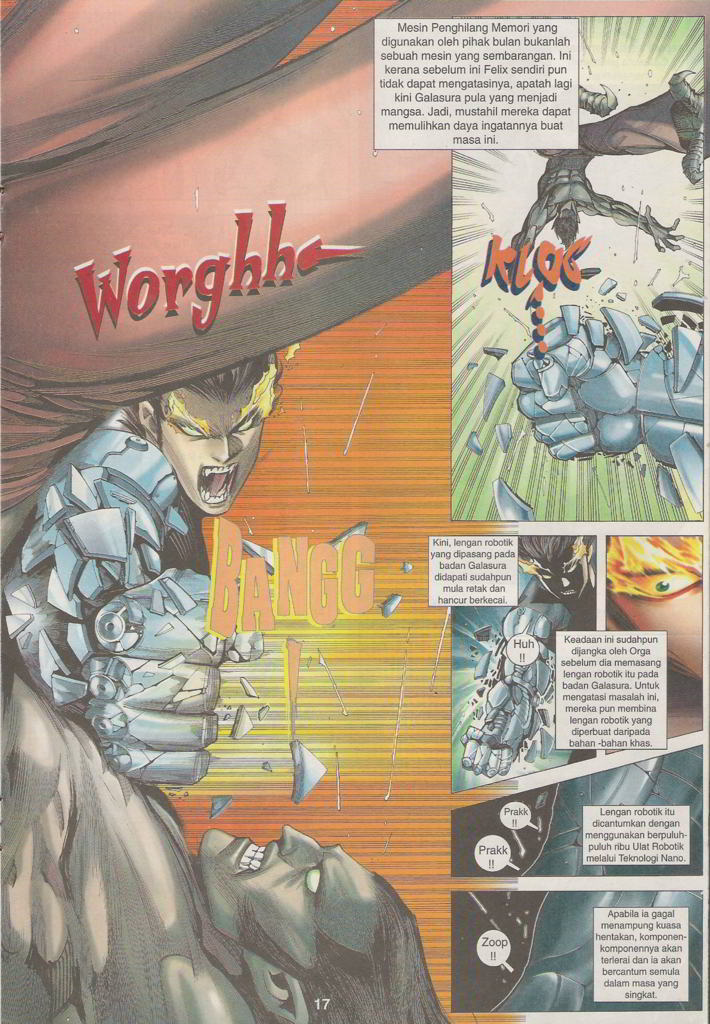 Mesin Penghilang Memori yang
digunakan oleh pihak bulan bukanlah
sebuah mesin yang sembarangan. Ini
kerana sebelum ini Felix sendiri pun
tidak dapat mengatasinya, apatah lagi
kini Galasura pula yang menjadi
mangsa. Jadi, mustahil mereka dapat
memulihkan daya ingatannya buat
masa ini.
Worghh
KLOG
BANGG
!
Kini, lengan robotik
yang dipasang pada
badan Galasura
didapati sudahpun
mula retak dan
hancur berkecai.
Huh
!!
Keadaan ini sudahpun
dijangka oleh Orga
sebelum dia memasang
lengan robotik itu pada
badan Galasura. Untuk
mengatasi masalah ini,
mereka pun membina
lengan robotik yang
diperbuat daripada
bahan -bahan khas.
Prakk
!!
Prakk
!!
Lengan robotik itu
dicantumkan dengan
menggunakan berpuluh-
puluh ribu Ulat Robotik
melalui Teknologi Nano.
Zoop
!!
Apabila ia gagal
menampung kuasa
hentakan, komponen-
komponennya akan
terlerai dan ia akan
bercantum semula
dalam masa yang
singkat.
17